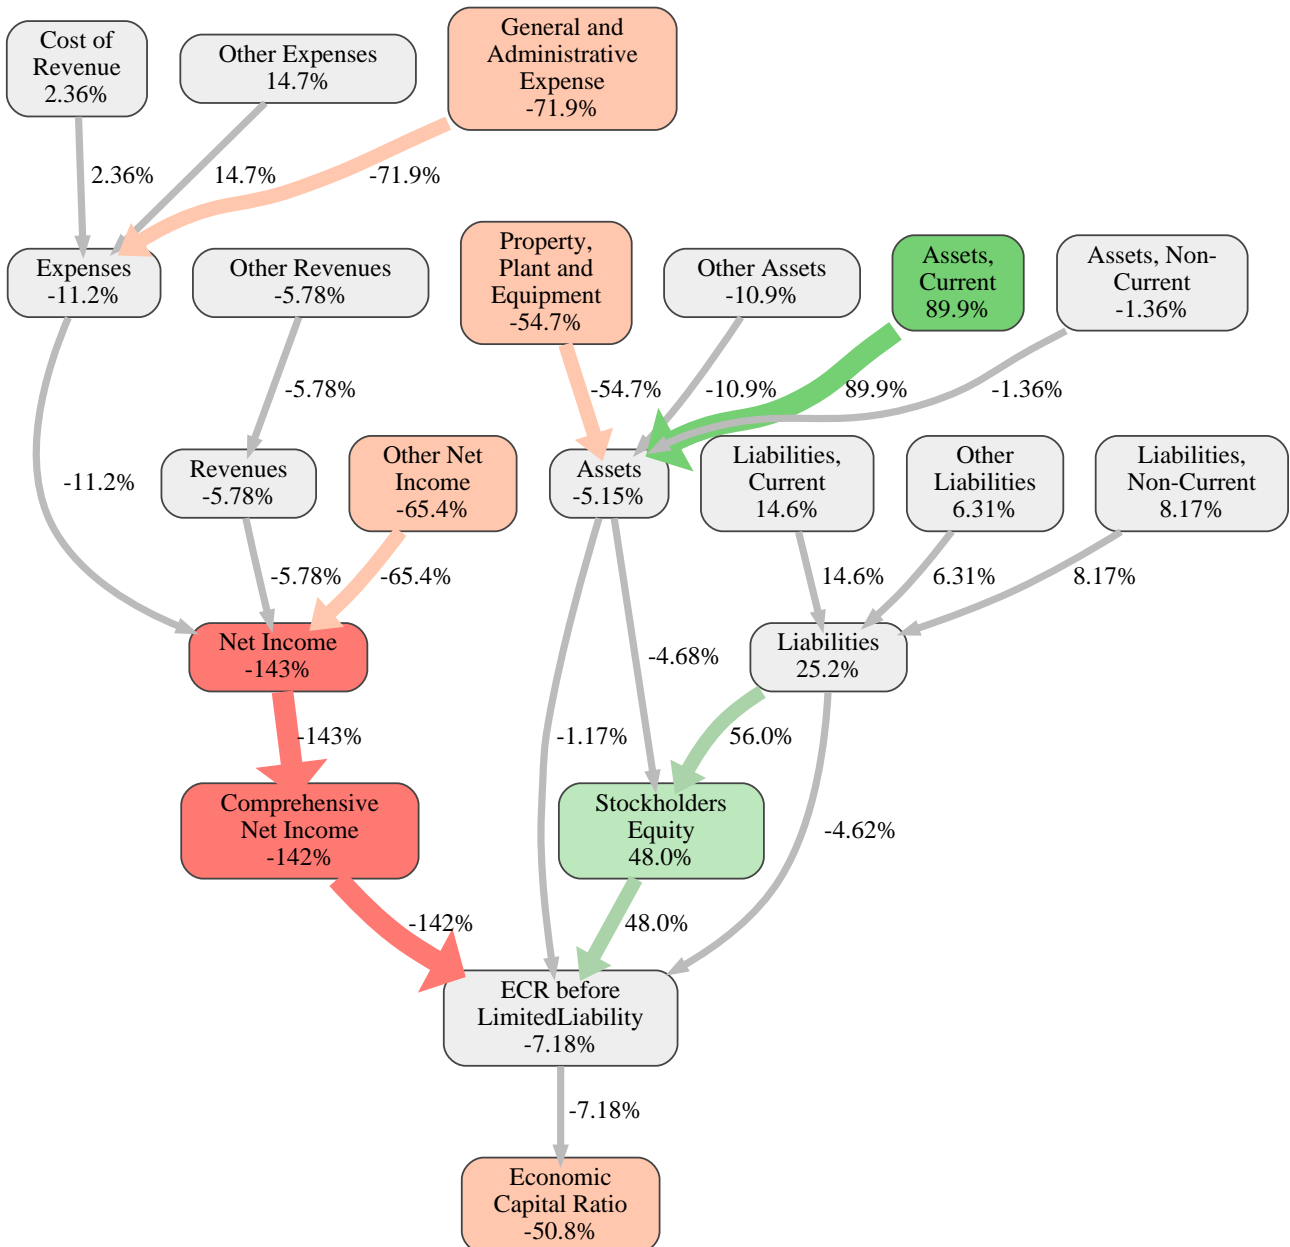 Cost of
Revenue
2.36%
Other Expenses
14.7%
General and
Administrative
Expense
-71.9%
2.36%
14.7%
-71.9%
Expenses
-11.2%
Other Revenues
-5.78%
Property,
Plant and
Equipment
-54.7%
Other Assets
-10.9%
Assets,
Current
89.9%
Assets, Non-
Current
-1.36%
-5.78%
-54.7%
-10.9%
89.9%
-1.36%
-11.2%
Revenues
-5.78%
Other Net
Income
-65.4%
Assets
-5.15%
Liabilities,
Current
14.6%
Other
Liabilities
6.31%
Liabilities,
Non-Current
8.17%
-5.78%
-65.4%
14.6%
6.31%
8.17%
Net Income
-143%
-4.68%
Liabilities
25.2%
-143%
-1.17%
56.0%
Comprehensive
Net Income
-142%
Stockholders
Equity
48.0%
-4.62%
-142%
48.0%
ECR before
LimitedLiability
-7.18%
-7.18%
Economic
Capital Ratio
-50.8%